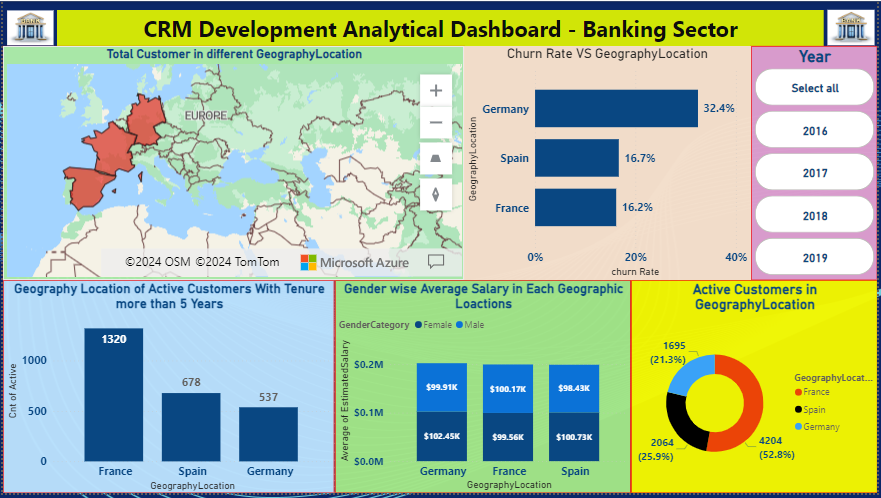 CRM Development Analytical Dashboard - Banking Sector
BANK
BANK
Total Customer in different GeographyLocation
EUROPE
©2024 OSM ©2024 TomTom
Microsoft Azure
Churn Rate VS GeographyLocation
GeographyLocation
Germany
32.4%
Spain
16.7%
France
16.2%
0%
20%
40%
churn Rate
Year
Select all
2016
2017
2018
2019
Geography Location of Active Customers With Tenure
more than 5 Years
Cnt of Active
1000
500
0
1320
678
537
France
Spain
Germany
GeographyLocation
Gender wise Average Salary in Each Geographic
Loactions
GenderCategory
Female
Male
Average of EstimatedSalary
$0.2M
$0.1M
$0.0M
$99.91K
$100.17K
$98.43K
$102.45K
$99.56K
$100.73K
Germany
France
Spain
GeographyLocation
Active Customers in
GeographyLocation
1695
(21.3%)
2064
(25.9%)
4204
(52.8%)
GeographyLocat...
France
Spain
Germany